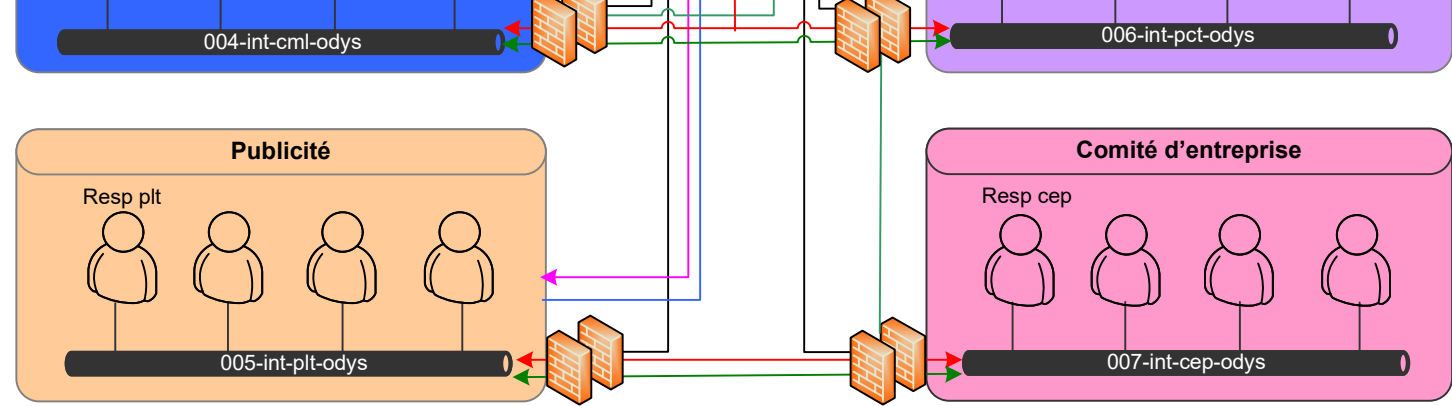 004-int-cml-odys
006-int-pct-odys
Publicité
Comité d’entreprise
Resp plt
Resp cep
005-int-plt-odys
007-int-cep-odys